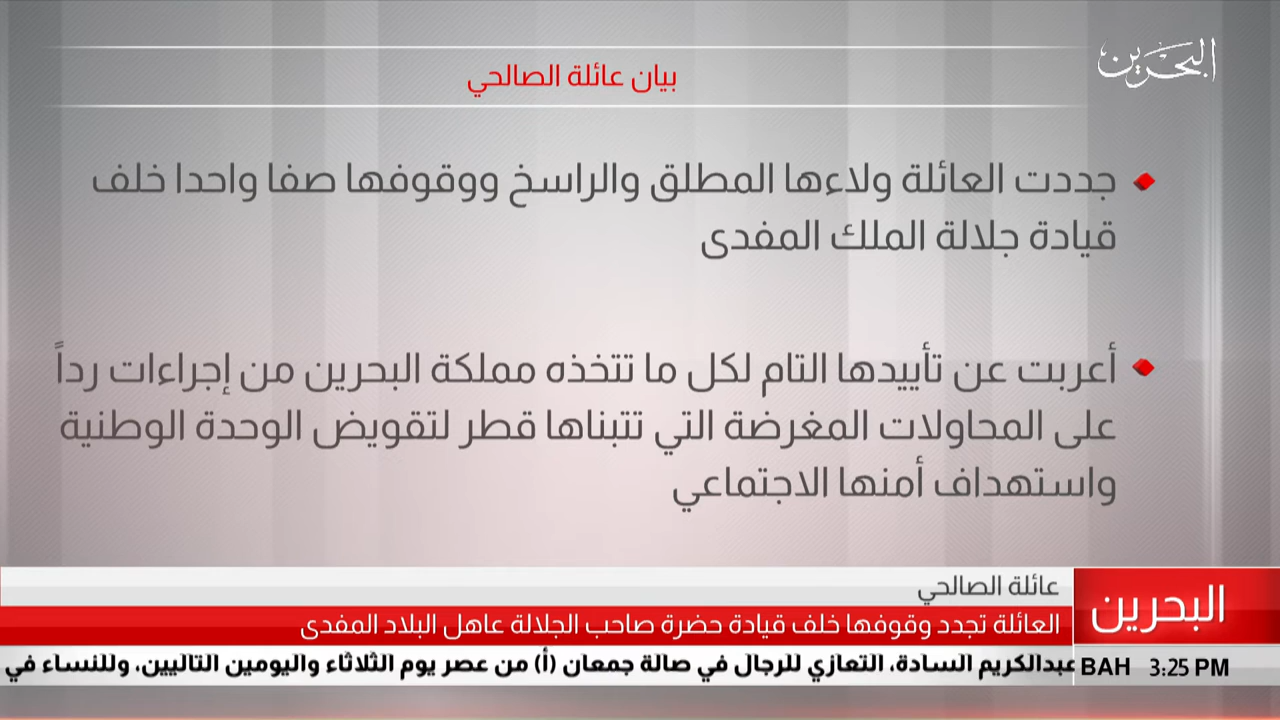 البحرين
بيان عائلة الصالحي
جددت العائلة ولاءها المطلق والراسخ ووقوفها صفا واحدا خلف
قيادة جلالة الملك المفدى
أعربت عن تأييدها التام لكل ما تتخذه مملكة البحرين من إجراءات رداً
على المحاولات المغرضة التي تتبناها قطر لتقويض الوحدة الوطنية
واستهداف أمنها الاجتماعي
البحرين
عائلة الصالحي
العائلة تجدد وقوفها خلف قيادة حضرة صاحب الجلالة عاهل البلاد المفدى
BAH 3:25 PM
عبدالكريم السادة، التعازي للرجال في صالة جمعان (أ) من عصر يوم الثلاثاء واليومين التاليين، وللنساء في